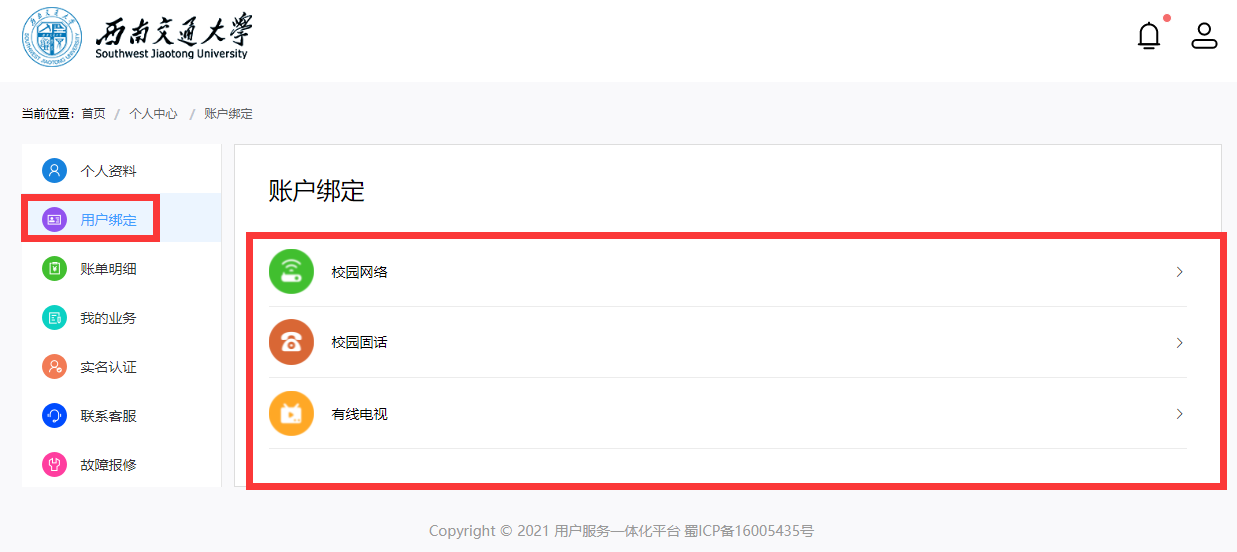 西南交通大学
Southwest Jiaotong University
当前位置：首页 / 个人中心 / 账户绑定
个人资料
用户绑定
账单明细
我的业务
实名认证
联系客服
故障报修
账户绑定
校园网络
校园固话
有线电视
Copyright © 2021 用户服务一体化平台 蜀ICP备16005435号